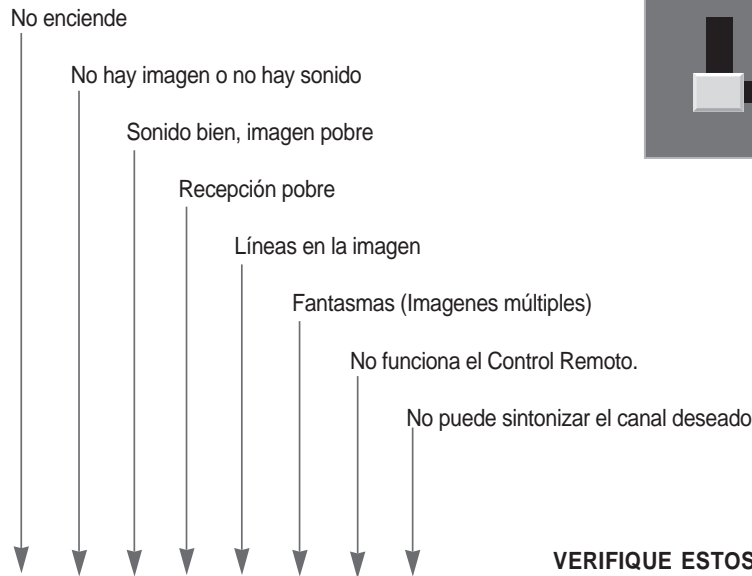 No enciende
No hay imagen o no hay sonido
Sonido bien, imagen pobre
Recepción pobre
Líneas en la imagen
Fantasmas (Imagenes múltiples)
No funciona el Control Remoto.
No puede sintonizar el canal deseado
VERIFIQUE ESTOS